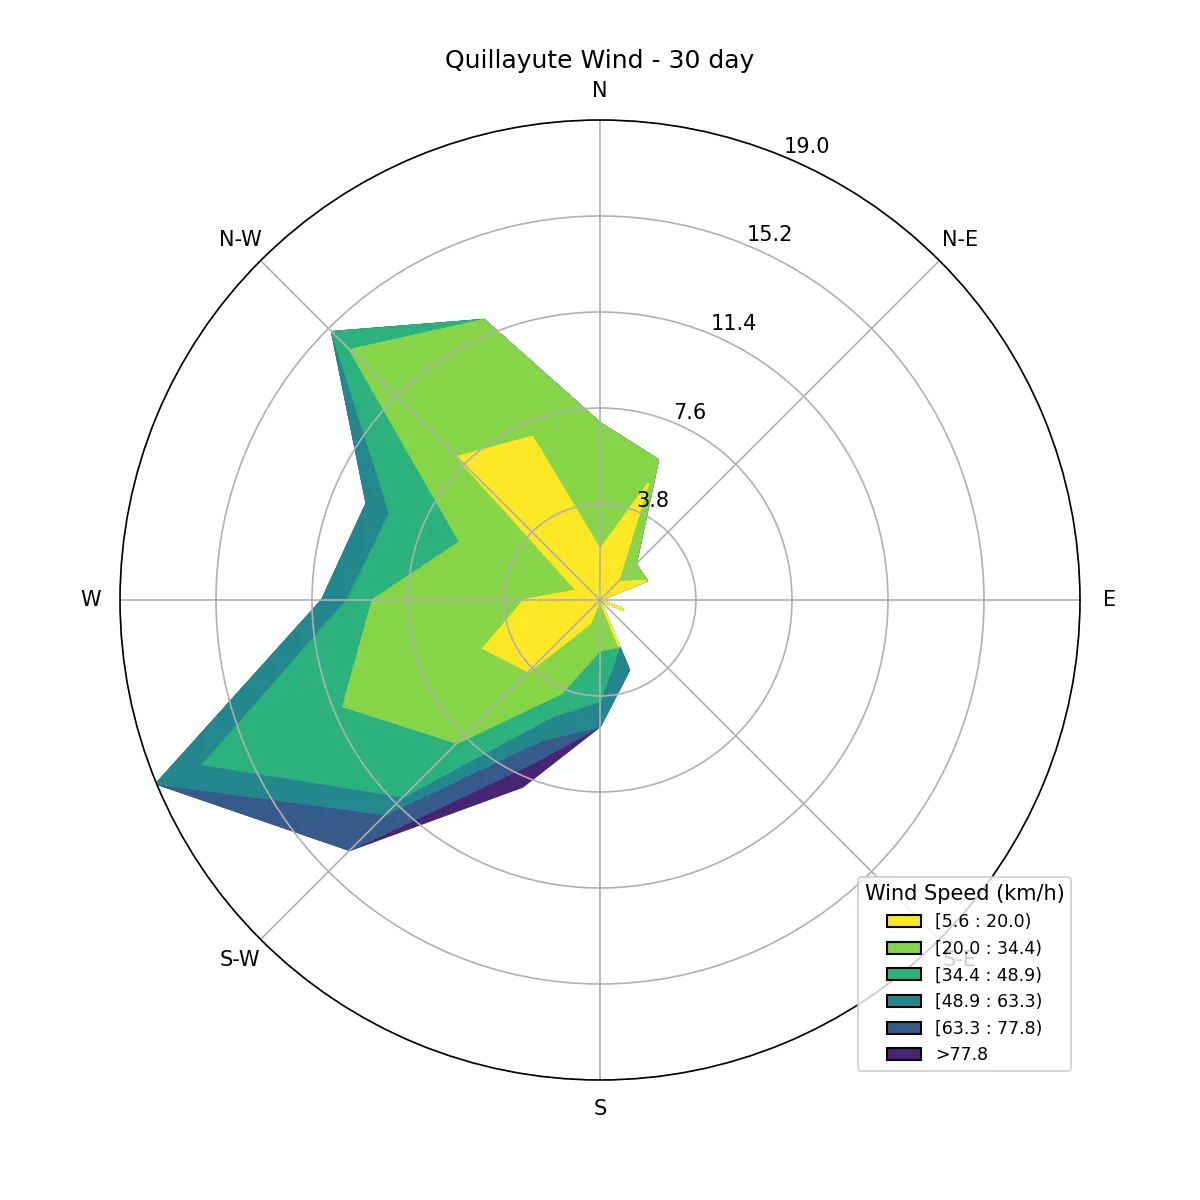 Quillayute Wind - 30 day
N
19.0
15.2
N-W
N-E
11.4
7.6
3.8
W
E
S-W
S-E
Wind Speed (km/h)
[5.6 : 20.0)
[20.0 : 34.4)
[34.4 : 48.9)
[48.9 : 63.3)
[63.3 : 77.8)
>77.8
S